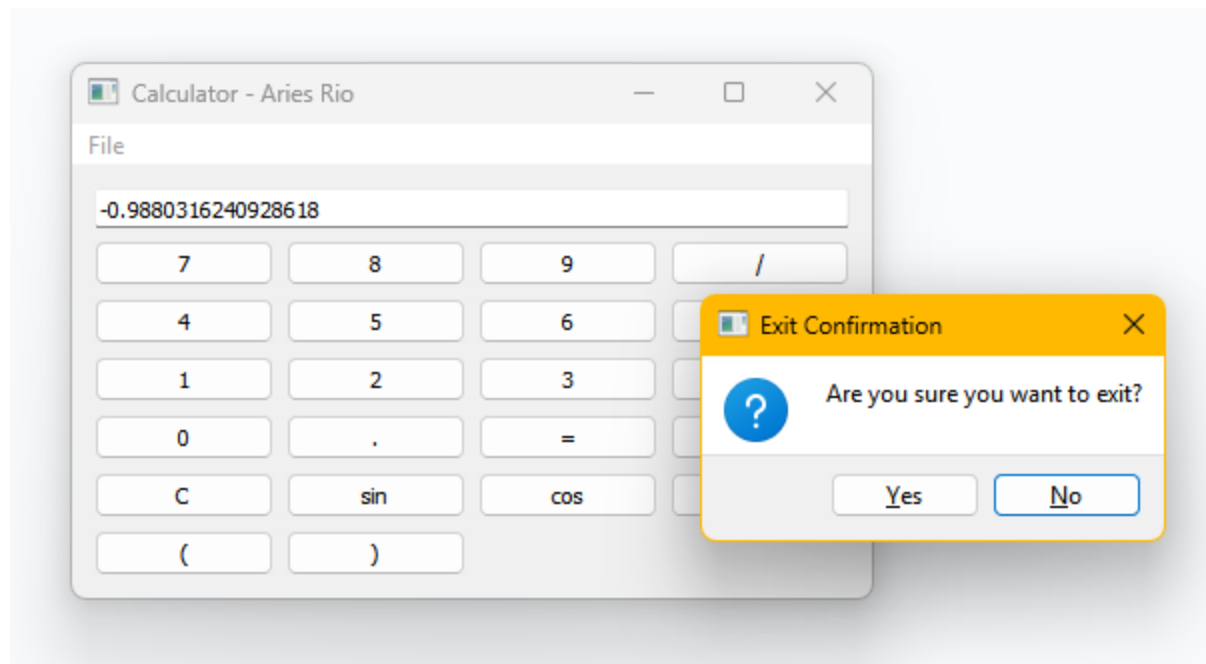 Calculator - Aries Rio
File
-0.9880316240928618
7 8 9 /
4 5 6
1 2 3
0 . =
C sin cos
( )
Exit Confirmation
Are you sure you want to exit?
Yes No